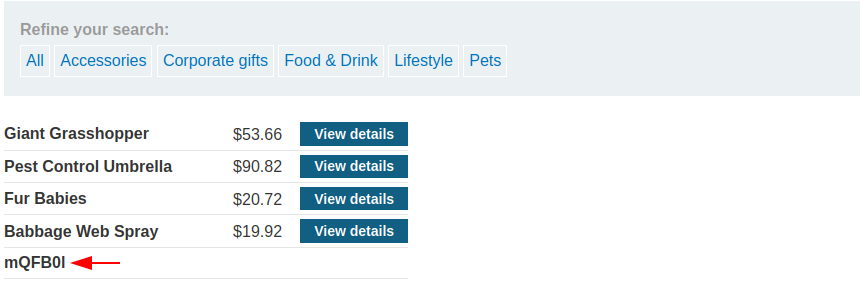 Refine your search:
All Accessories Corporate gifts Food & Drink Lifestyle Pets
Giant Grasshopper $53.66 View details
Pest Control Umbrella $90.82 View details
Fur Babies $20.72 View details
Babbage Web Spray $19.92 View details
mQFB0l